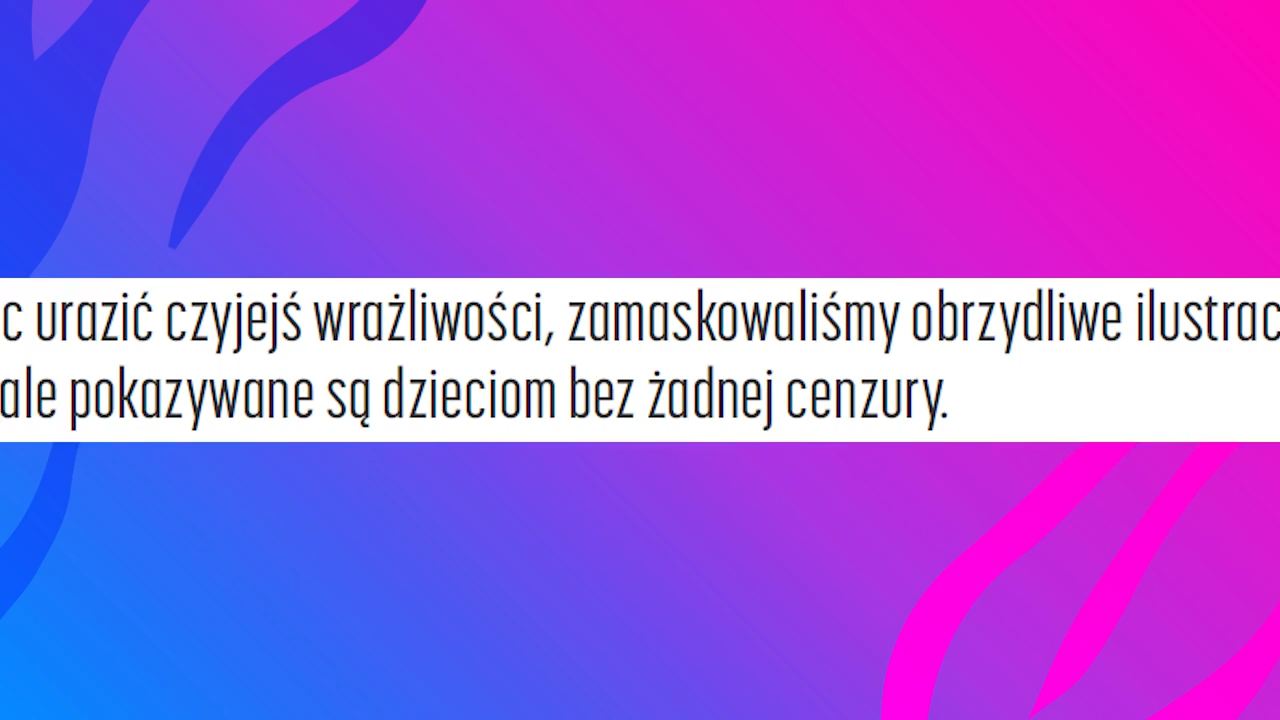 c urazić czyjejś wrażliwości, zamaskowaliśmy obrzydliwe ilustrac
ale pokazywane są dzieciom bez żadnej cenzury.